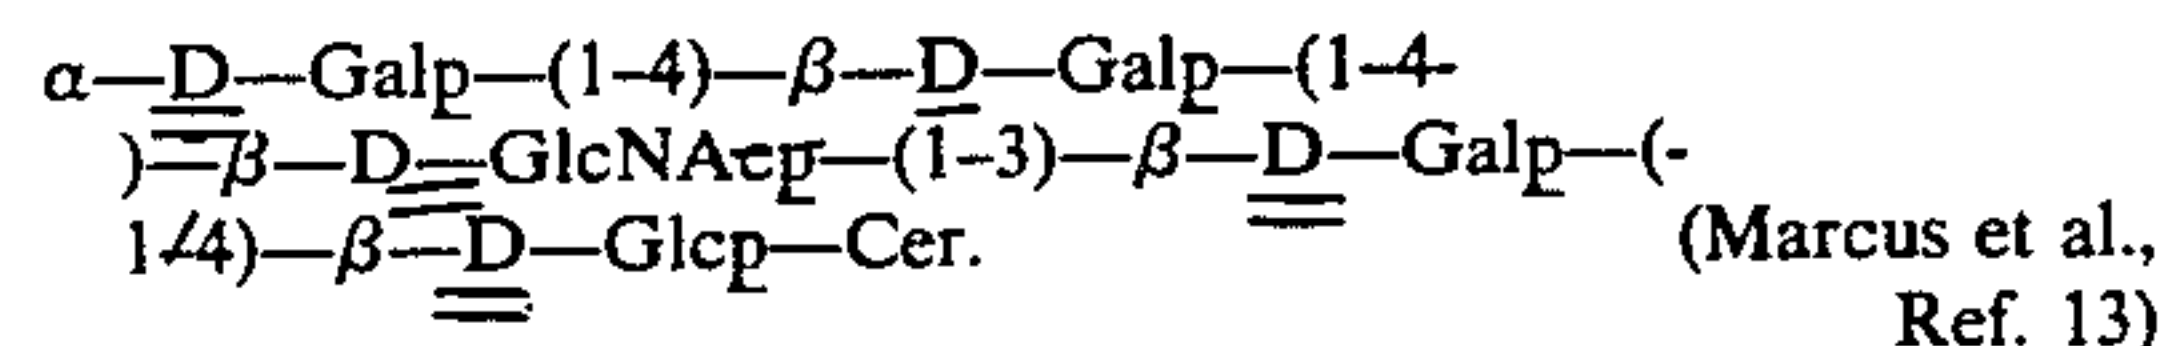 α—D—Galp—(1–4)—β—D—Galp—(1–4-
)—β—D—GlcNAcp—(1–3)—β—D—Galp—(-
1–4)—β—D—Glcp—Cer.
(Marcus et al.,
Ref. 13)